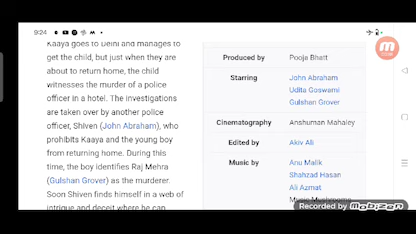 9:24
Kaaya goes to Delhi and manages to
get the child, but just when they are
about to return home, the child
witnesses the murder of a police
officer in a hotel. The investigations
are taken over by another police
officer, Shiven (John Abraham), who
prohibits Kaaya and the young boy
from returning home. During this
time, the boy identifies Raj Mehra
(Gulshan Grover) as the murderer.
Soon Shiven finds himself in a web of
intrigue and deceit where he can
Produced by Pooja Bhatt
Starring John Abraham
Udita Goswami
Gulshan Grover
Cinematography Anshuman Mahaley
Edited by Akiv Ali
Music by Anu Malik
Shahzad Hasan
Ali Azmat
Recorded by Mobizen